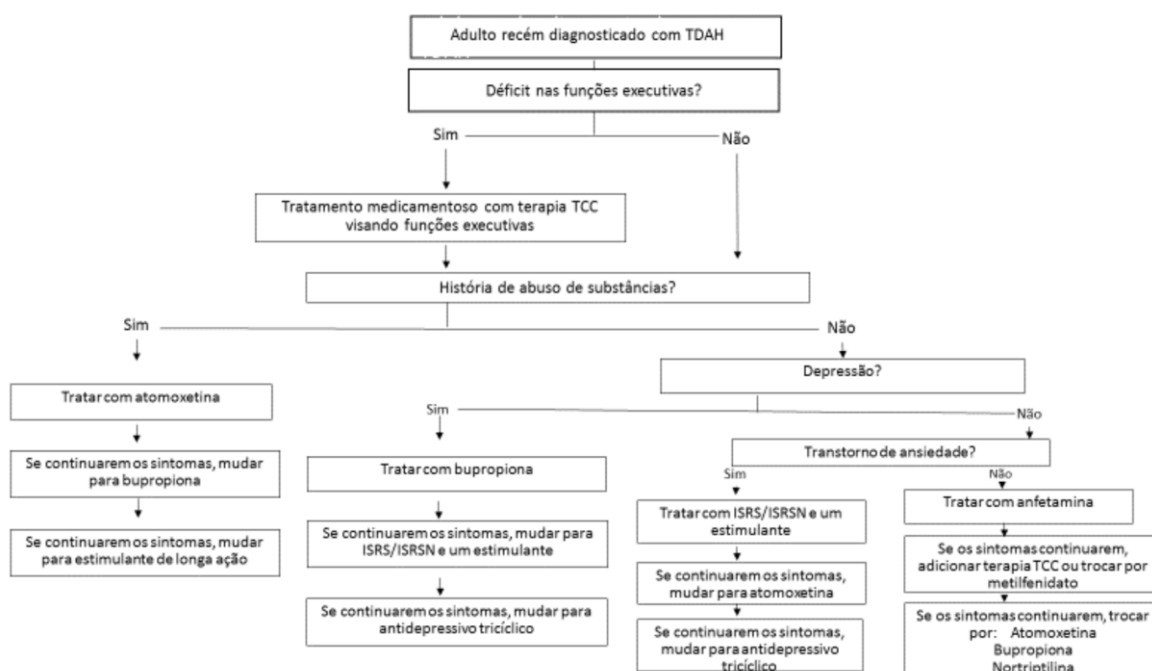 Adulto recém diagnosticado com TDAH
Déficit nas funções executivas?
Sim
Não
Tratamento medicamentoso com terapia TCC
visando funções executivas
História de abuso de substâncias?
Sim
Não
Depressão?
Tratar com atomoxetina
Sim
Não
Transtorno de ansiedade?
Se continuarem os sintomas, mudar
para bupropiona
Tratar com bupropiona
Sim
Não
Tratar com ISRS/ISRSN e um
estimulante
Tratar com anfetamina
Se continuarem os sintomas, mudar
para estimulante de longa ação
Se continuarem os sintomas, mudar para
ISRS/ISRSN e um estimulante
Se continuarem os sintomas,
mudar para atomoxetina
Se os sintomas continuarem,
adicionar terapia TCC ou trocar por
metilfenidato
Se continuarem os sintomas, mudar para
antidepressivo tricíclico
Se continuarem os sintomas,
mudar para antidepressivo
tricíclico
Se os sintomas continuarem, trocar
por: Atomoxetina
Bupropiona
Nortriptilina